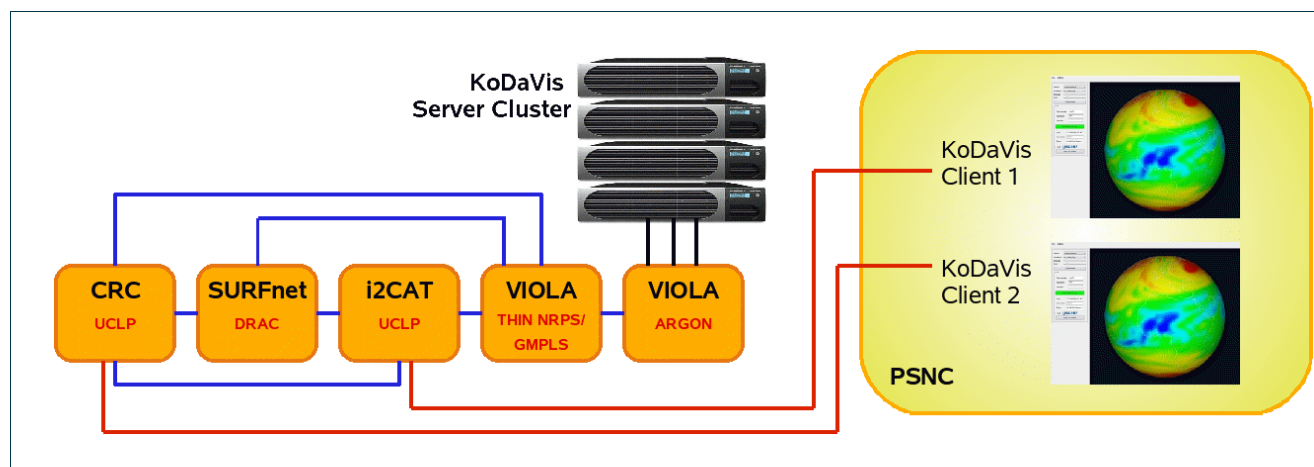 KoDaVis
Server Cluster
KoDaVis
Client 1
KoDaVis
Client 2
CRC
UCLP
SURFnet
DRAC
i2CAT
UCLP
VIOLA
THIN NRPS/
GMPLS
VIOLA
ARGON
PSNC